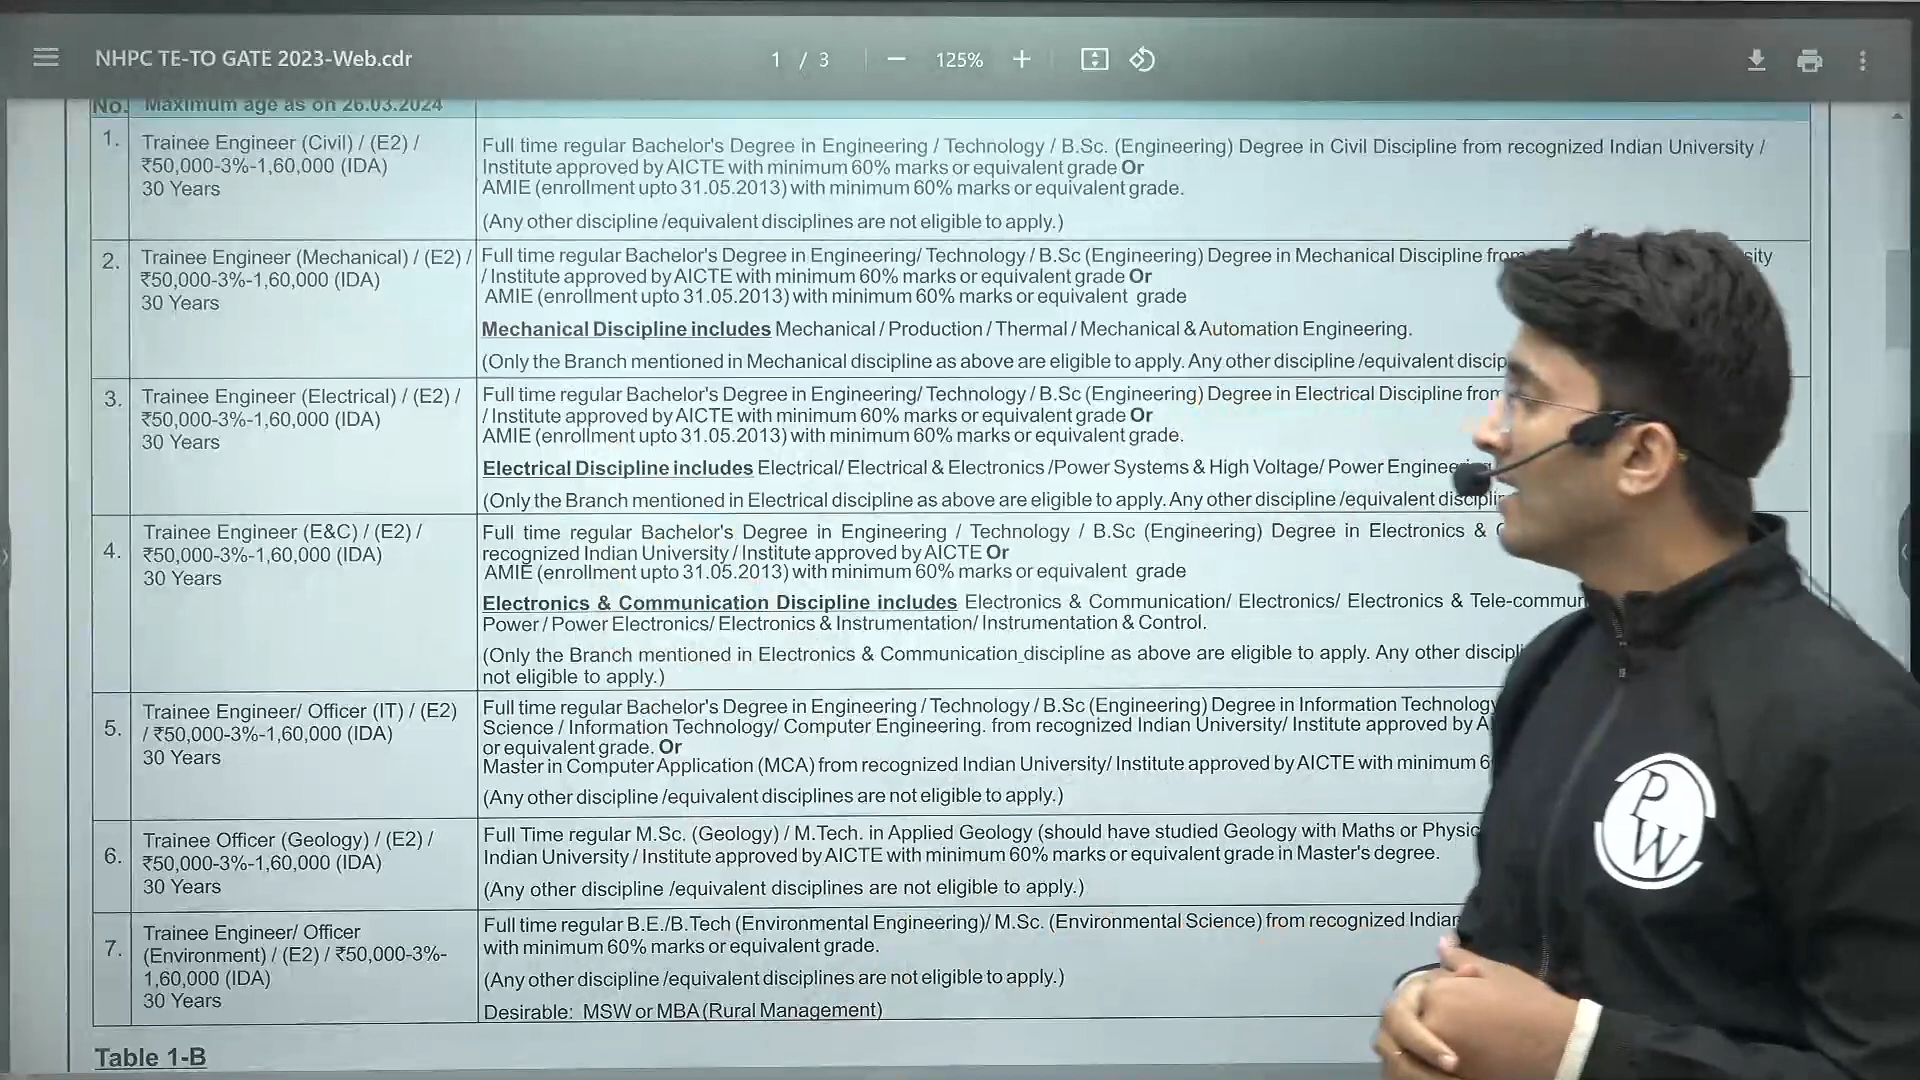 NHPC TE-TO GATE 2023-Web.cdr
1 / 3
125%
No.
Maximum age as on 26.03.2024
1.
Trainee Engineer (Civil) / (E2) /
₹50,000-3%-1,60,000 (IDA)
30 Years
Full time regular Bachelor's Degree in Engineering / Technology / B.Sc. (Engineering) Degree in Civil Discipline from recognized Indian University /
Institute approved by AICTE with minimum 60% marks or equivalent grade Or
AMIE (enrollment upto 31.05.2013) with minimum 60% marks or equivalent grade.
(Any other discipline /equivalent disciplines are not eligible to apply.)
2.
Trainee Engineer (Mechanical) / (E2) /
₹50,000-3%-1,60,000 (IDA)
30 Years
Full time regular Bachelor's Degree in Engineering/ Technology / B.Sc (Engineering) Degree in Mechanical Discipline from
/ Institute approved by AICTE with minimum 60% marks or equivalent grade Or
AMIE (enrollment upto 31.05.2013) with minimum 60% marks or equivalent grade
Mechanical Discipline includes Mechanical / Production / Thermal / Mechanical & Automation Engineering.
(Only the Branch mentioned in Mechanical discipline as above are eligible to apply. Any other discipline /equivalent
3.
Trainee Engineer (Electrical) / (E2) /
₹50,000-3%-1,60,000 (IDA)
30 Years
Full time regular Bachelor's Degree in Engineering/ Technology / B.Sc (Engineering) Degree in Electrical Discipline from
/ Institute approved by AICTE with minimum 60% marks or equivalent grade Or
AMIE (enrollment upto 31.05.2013) with minimum 60% marks or equivalent grade.
Electrical Discipline includes Electrical/ Electrical & Electronics /Power Systems & High Voltage/ Power
(Only the Branch mentioned in Electrical discipline as above are eligible to apply. Any other discipline /equivalent
4.
Trainee Engineer (E&C) / (E2) /
₹50,000-3%-1,60,000 (IDA)
30 Years
Full time regular Bachelor's Degree in Engineering / Technology / B.Sc (Engineering) Degree in Electronics &
recognized Indian University / Institute approved by AICTE Or
AMIE (enrollment upto 31.05.2013) with minimum 60% marks or equivalent grade
Electronics & Communication Discipline includes Electronics & Communication/ Electronics/ Electronics &
Power / Power Electronics/ Electronics & Instrumentation/ Instrumentation & Control.
(Only the Branch mentioned in Electronics & Communication discipline as above are eligible to apply. Any other
not eligible to apply.)
5.
Trainee Engineer/ Officer (IT) / (E2)
/ ₹50,000-3%-1,60,000 (IDA)
30 Years
Full time regular Bachelor's Degree in Engineering / Technology / B.Sc (Engineering) Degree in Information Technology
Science / Information Technology/ Computer Engineering. from recognized Indian University/ Institute approved by
or equivalent grade. Or
Master in Computer Application (MCA) from recognized Indian University/ Institute approved by AICTE with minimum
(Any other discipline /equivalent disciplines are not eligible to apply.)
6.
Trainee Officer (Geology) / (E2) /
₹50,000-3%-1,60,000 (IDA)
30 Years
Full Time regular M.Sc. (Geology) / M.Tech. in Applied Geology (should have studied Geology with Maths or
Indian University / Institute approved by AICTE with minimum 60% marks or equivalent grade in Master's degree.
(Any other discipline /equivalent disciplines are not eligible to apply.)
7.
Trainee Engineer/ Officer
(Environment) / (E2) / ₹50,000-3%-
1,60,000 (IDA)
30 Years
Full time regular B.E./B.Tech (Environmental Engineering)/ M.Sc. (Environmental Science) from recognized Indian
with minimum 60% marks or equivalent grade.
(Any other discipline /equivalent disciplines are not eligible to apply.)
Desirable: MSW or MBA (Rural Management)
Table 1-B
PW